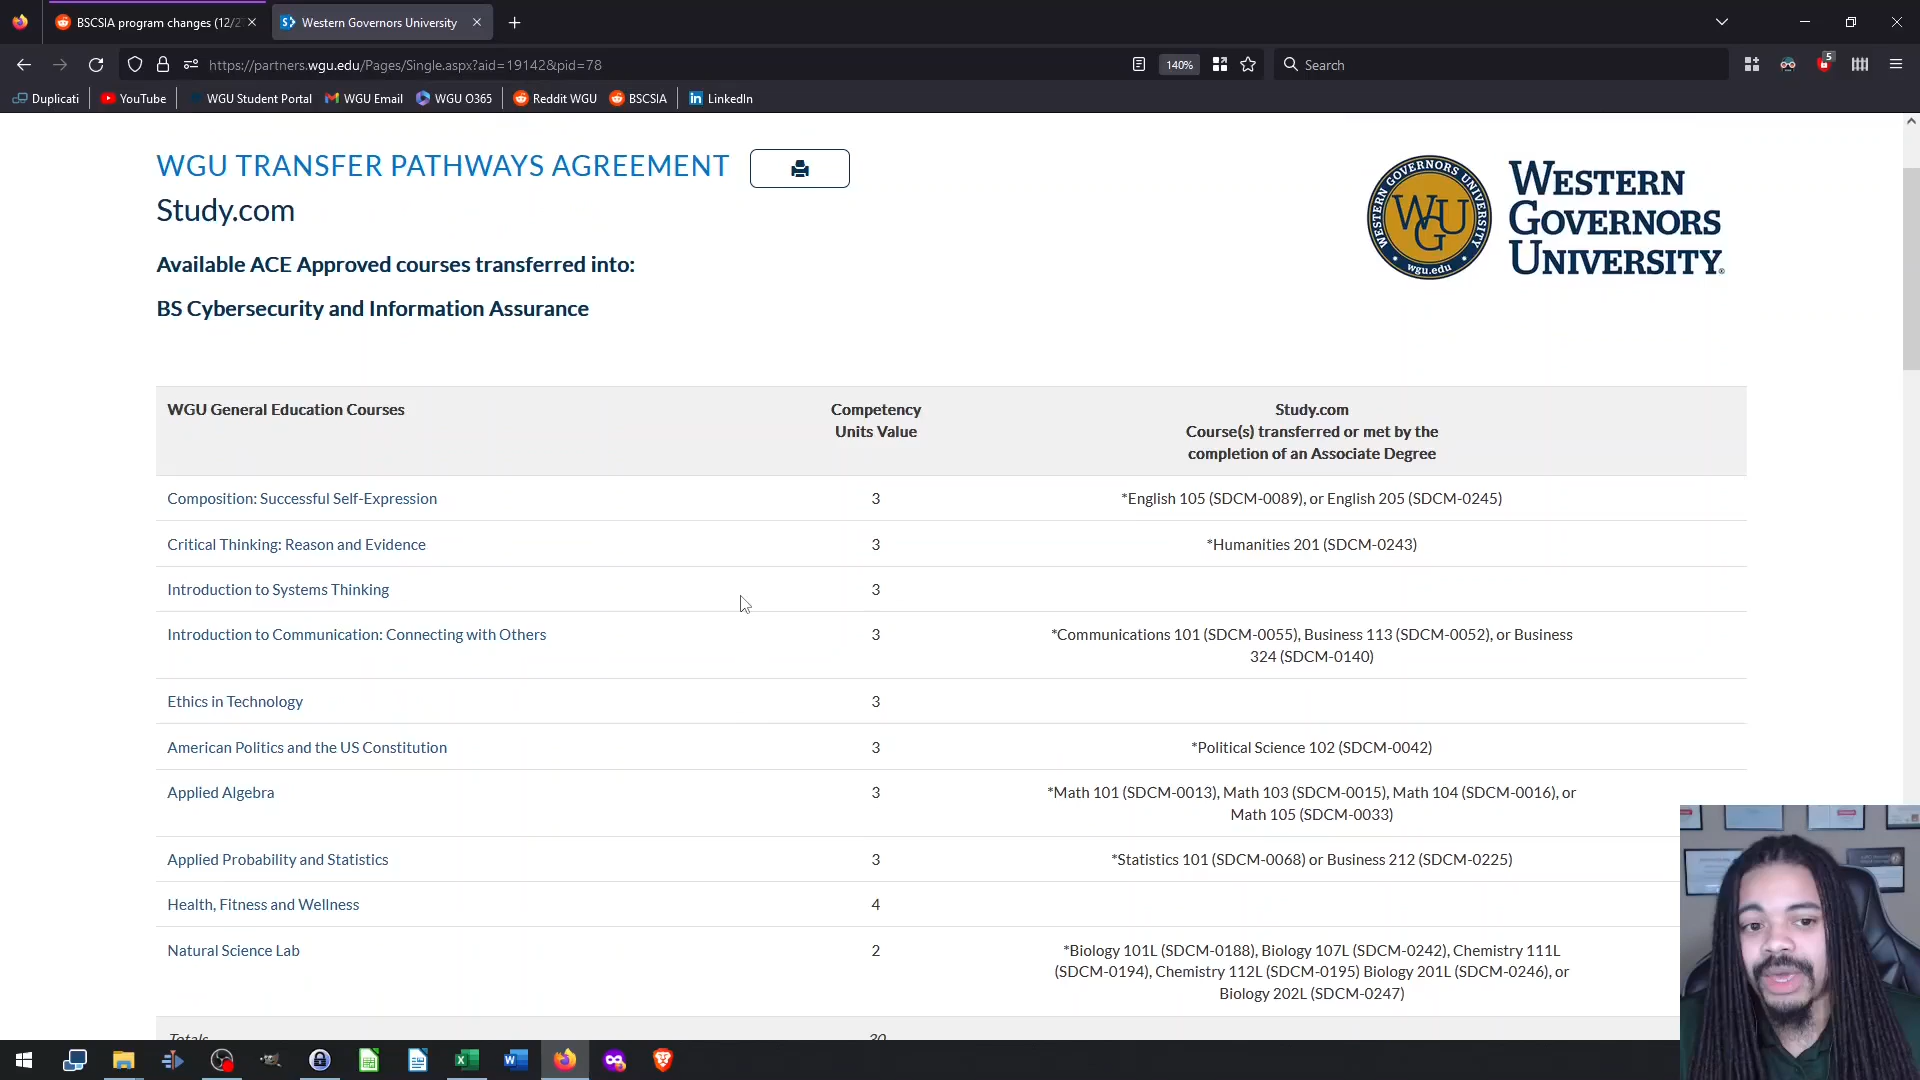 BSCSIA program changes (12/2
Western Governors University
https://partners.wgu.edu/Pages/Single.aspx?aid=19142&pid=78
140%
Search
5
Duplicati
YouTube
WGU Student Portal
WGU Email
WGU O365
Reddit WGU
BSCSIA
LinkedIn
WGU TRANSFER PATHWAYS AGREEMENT
Study.com
Available ACE Approved courses transferred into:
BS Cybersecurity and Information Assurance
WESTERN GOVERNORS UNIVERSITY
WGU
wgu.edu
WESTERN
GOVERNORS
UNIVERSITY®
WGU General Education Courses
Competency
Units Value
Study.com
Course(s) transferred or met by the
completion of an Associate Degree
Composition: Successful Self-Expression 3 *English 105 (SDCM-0089), or English 205 (SDCM-0245)
Critical Thinking: Reason and Evidence 3 *Humanities 201 (SDCM-0243)
Introduction to Systems Thinking 3
Introduction to Communication: Connecting with Others 3 *Communications 101 (SDCM-0055), Business 113 (SDCM-0052), or Business
324 (SDCM-0140)
Ethics in Technology 3
American Politics and the US Constitution 3 *Political Science 102 (SDCM-0042)
Applied Algebra 3 *Math 101 (SDCM-0013), Math 103 (SDCM-0015), Math 104 (SDCM-0016), or
Math 105 (SDCM-0033)
Applied Probability and Statistics 3 *Statistics 101 (SDCM-0068) or Business 212 (SDCM-0225)
Health, Fitness and Wellness 4
Natural Science Lab 2 *Biology 101L (SDCM-0188), Biology 107L (SDCM-0242), Chemistry 111L
(SDCM-0194), Chemistry 112L (SDCM-0195) Biology 201L (SDCM-0246), or
Biology 202L (SDCM-0247)
Totals 30